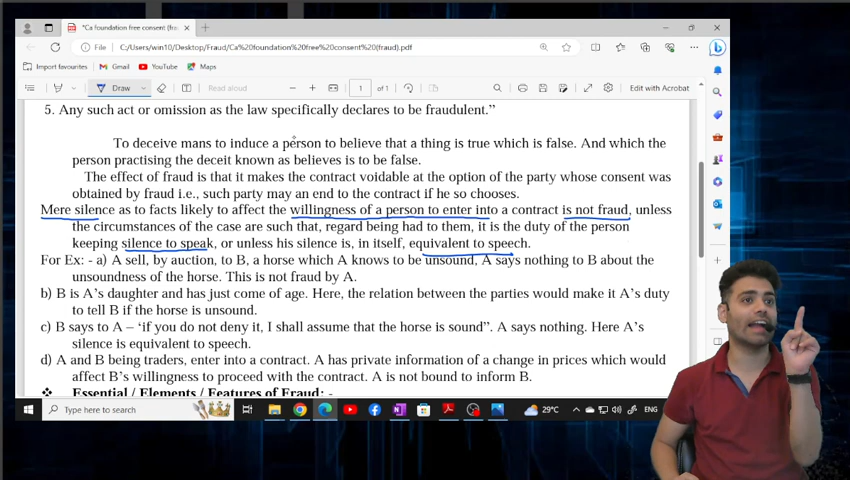 *Ca foundation free consent (frau
File
C:/Users/win10/Desktop/Fraud/Ca%20foundation%20free%20consent%20(fraud).pdf
Import favourites
Gmail
YouTube
Maps
Draw
Read aloud
1
of 1
Edit with Acrobat
5. Any such act or omission as the law specifically declares to be fraudulent.”
To deceive mans to induce a person to believe that a thing is true which is false. And which the
person practising the deceit known as believes is to be false.
The effect of fraud is that it makes the contract voidable at the option of the party whose consent was
obtained by fraud i.e., such party may an end to the contract if he so chooses.
Mere silence as to facts likely to affect the willingness of a person to enter into a contract is not fraud, unless
the circumstances of the case are such that, regard being had to them, it is the duty of the person
keeping silence to speak, or unless his silence is, in itself, equivalent to speech.
For Ex: - a) A sell, by auction, to B, a horse which A knows to be unsound, A says nothing to B about the
unsoundness of the horse. This is not fraud by A.
b) B is A’s daughter and has just come of age. Here, the relation between the parties would make it A’s duty
to tell B if the horse is unsound.
c) B says to A – ‘if you do not deny it, I shall assume that the horse is sound”. A says nothing. Here A’s
silence is equivalent to speech.
d) A and B being traders, enter into a contract. A has private information of a change in prices which would
affect B’s willingness to proceed with the contract. A is not bound to inform B.
❖ Essential / Elements / Features of Fraud: -
Type here to search
29°C
ENG